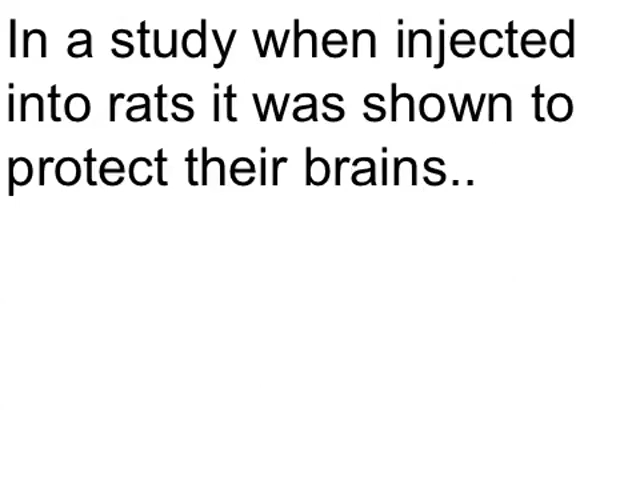 In a study when injected
into rats it was shown to
protect their brains..